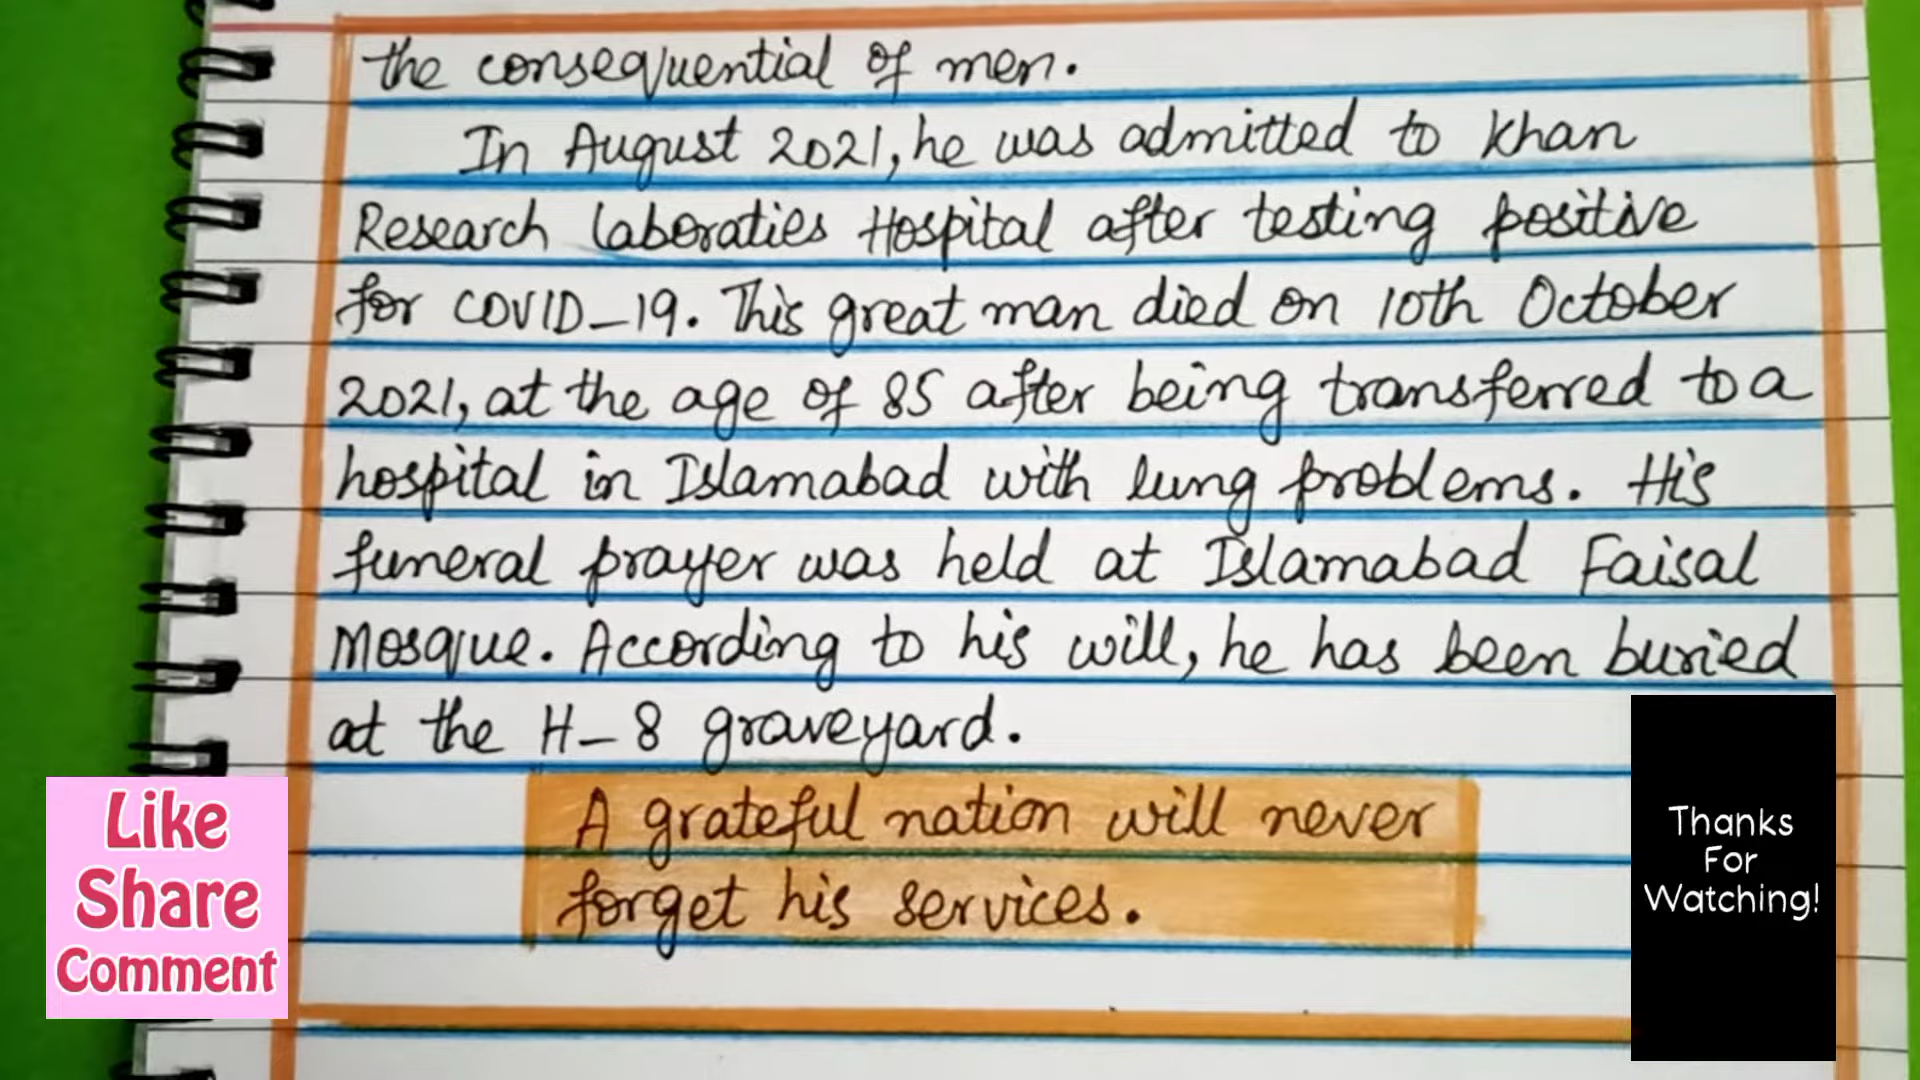 the consequential of men.
In August 2021, he was admitted to Khan
Research laboraties Hospital after testing positive
for COVID_19. This great man died on 10th October
2021, at the age of 85 after being transferred to a
hospital in Islamabad with lung problems. His
funeral prayer was held at Islamabad Faisal
Mosque. According to his will, he has been buried
at the H_8 graveyard.
A grateful nation will never
forget his services.
Like
Share
Comment
Thanks
For
Watching!